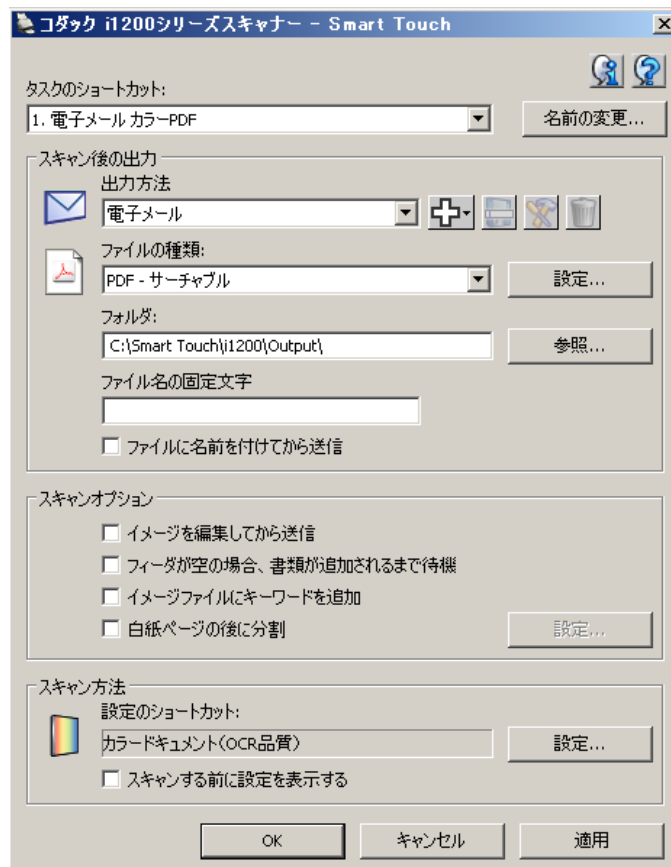 コダック i1200シリーズスキャナー - Smart Touch
タスクのショートカット:
1. 電子メール カラーPDF
名前の変更...
スキャン後の出力
出力方法
電子メール
ファイルの種類:
PDF - サーチャブル
設定...
フォルダ:
C:\Smart Touch\i1200\Output\
参照...
ファイル名の固定文字
ファイルに名前を付けてから送信
スキャンオプション
イメージを編集してから送信
フィーダが空の場合、書類が追加されるまで待機
イメージファイルにキーワードを追加
白紙ページの後に分割
設定...
スキャン方法
設定のショートカット:
カラードキュメント(OCR品質)
設定...
スキャンする前に設定を表示する
OK
キャンセル
適用